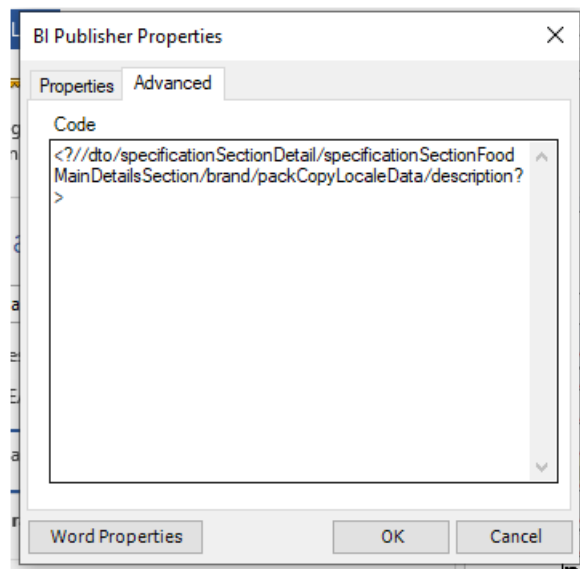 BI Publisher Properties
Properties
Advanced
Code
<?//dto/specificationSectionDetail/specificationSectionFood
MainDetailsSection/brand/packCopyLocaleData/description?
>
Word Properties
OK
Cancel